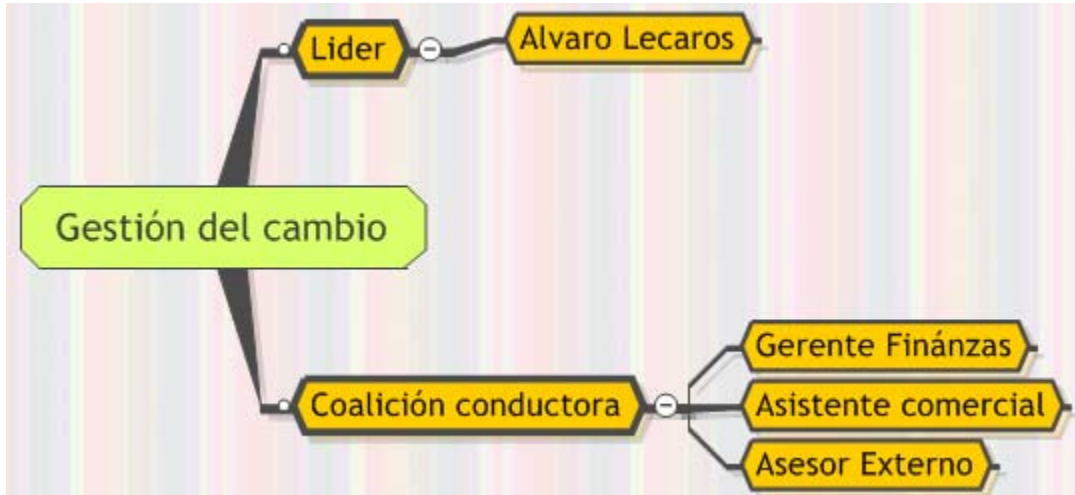 Lider
Alvaro Lecaros
Gestión del cambio
Coalición conductora
Gerente Finánzas
Asistente comercial
Asesor Externo